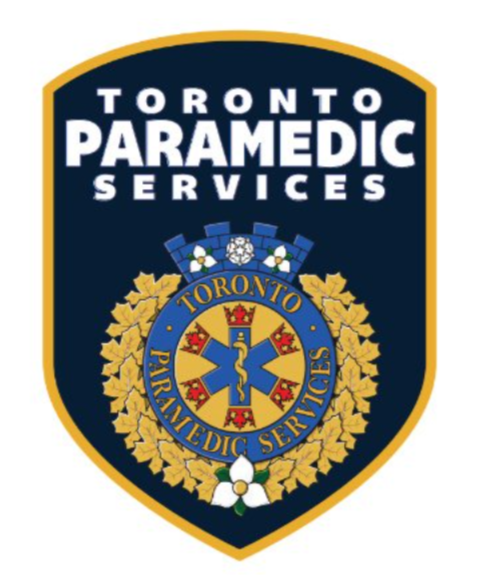 TORONTO
PARAMEDIC
SERVICES
TORONTO
PARAMEDIC SERVICES